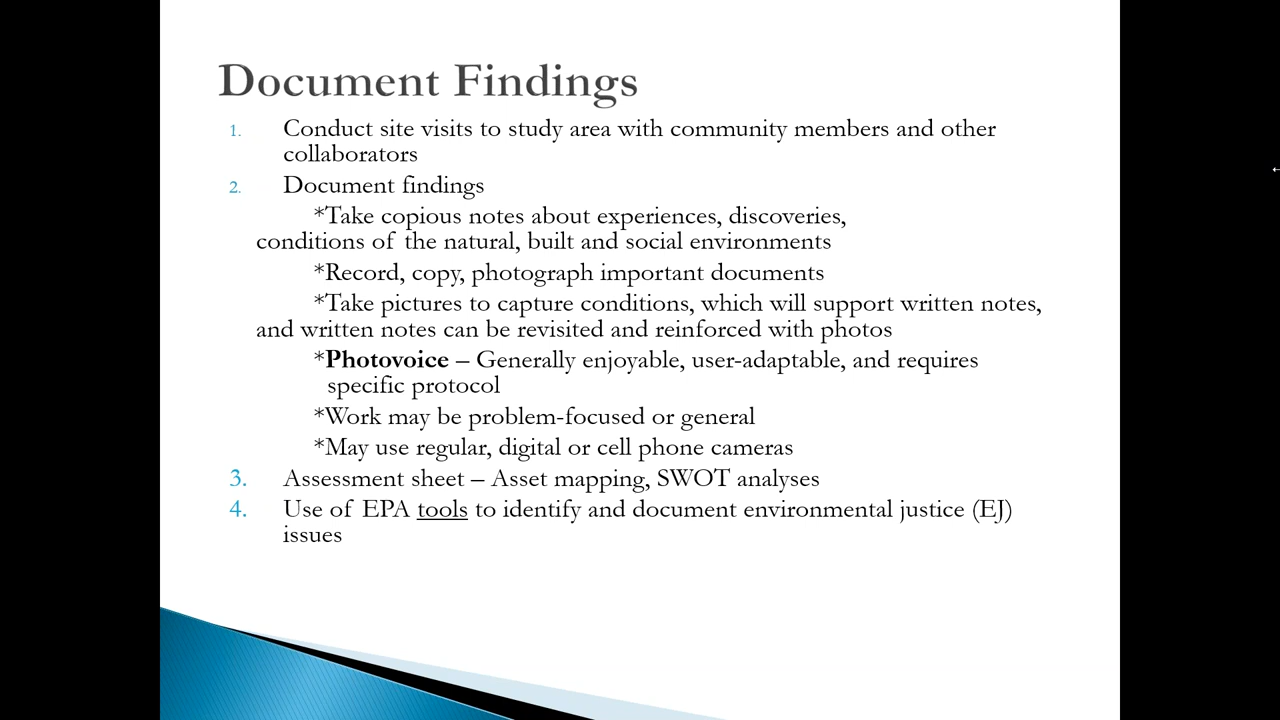 Document Findings
1. Conduct site visits to study area with community members and other
collaborators
2. Document findings
*Take copious notes about experiences, discoveries,
conditions of the natural, built and social environments
*Record, copy, photograph important documents
*Take pictures to capture conditions, which will support written notes,
and written notes can be revisited and reinforced with photos
*Photovoice – Generally enjoyable, user-adaptable, and requires
specific protocol
*Work may be problem-focused or general
*May use regular, digital or cell phone cameras
3. Assessment sheet – Asset mapping, SWOT analyses
4. Use of EPA tools to identify and document environmental justice (EJ)
issues